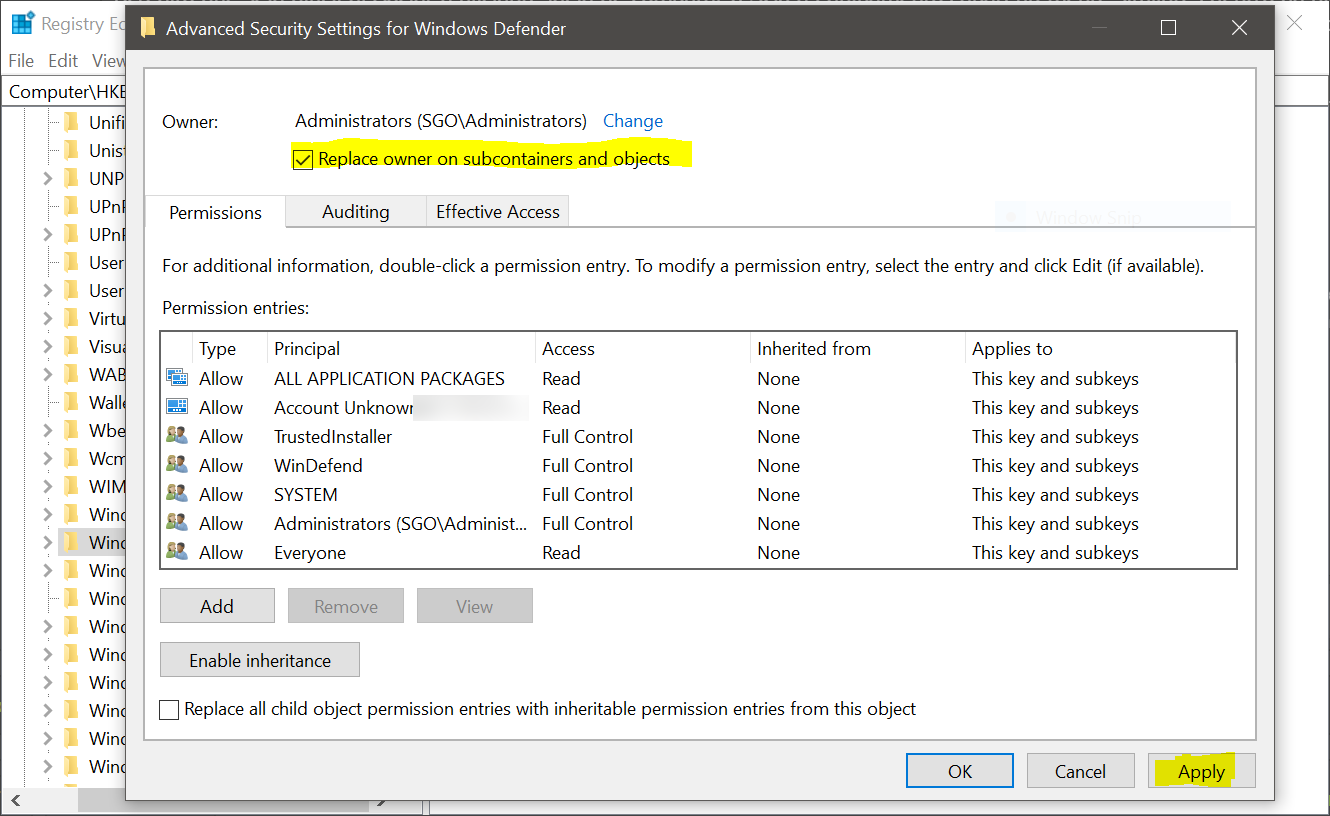 Registry Ed
Advanced Security Settings for Windows Defender
File Edit View
Computer\HKE
Unifi
Unist
UNP
UPnP
UPnP
User
User
Virtu
Visua
WAB
Walle
Wbe
Wcm
WIM
Wind
Wind
Wind
Wind
Wind
Wind
Wind
Wind
Wind
Wind
Owner: Administrators (SGO\Administrators) Change
Replace owner on subcontainers and objects
Permissions Auditing Effective Access
Window Snip
For additional information, double-click a permission entry. To modify a permission entry, select the entry and click Edit (if available).
Permission entries:
Type Principal Access Inherited from Applies to
Allow ALL APPLICATION PACKAGES Read None This key and subkeys
Allow Account Unknown Read None This key and subkeys
Allow TrustedInstaller Full Control None This key and subkeys
Allow WinDefend Full Control None This key and subkeys
Allow SYSTEM Full Control None This key and subkeys
Allow Administrators (SGO\Administ... Full Control None This key and subkeys
Allow Everyone Read None This key and subkeys
Add Remove View
Enable inheritance
Replace all child object permission entries with inheritable permission entries from this object
OK Cancel Apply